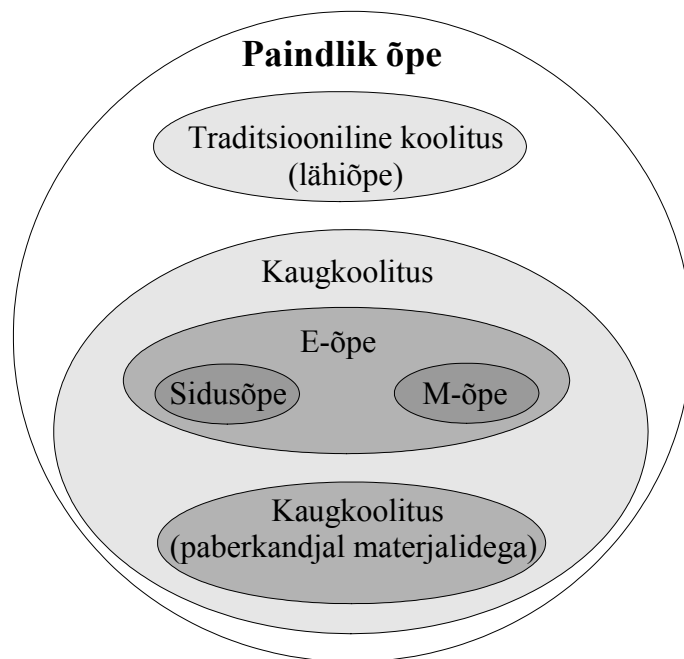 Paindlik õpe
Traditsiooniline koolitus
(lähiõpe)
Kaugkoolitus
E-õpe
Sidusõpe
M-õpe
Kaugkoolitus
(paberkandjal materjalidega)